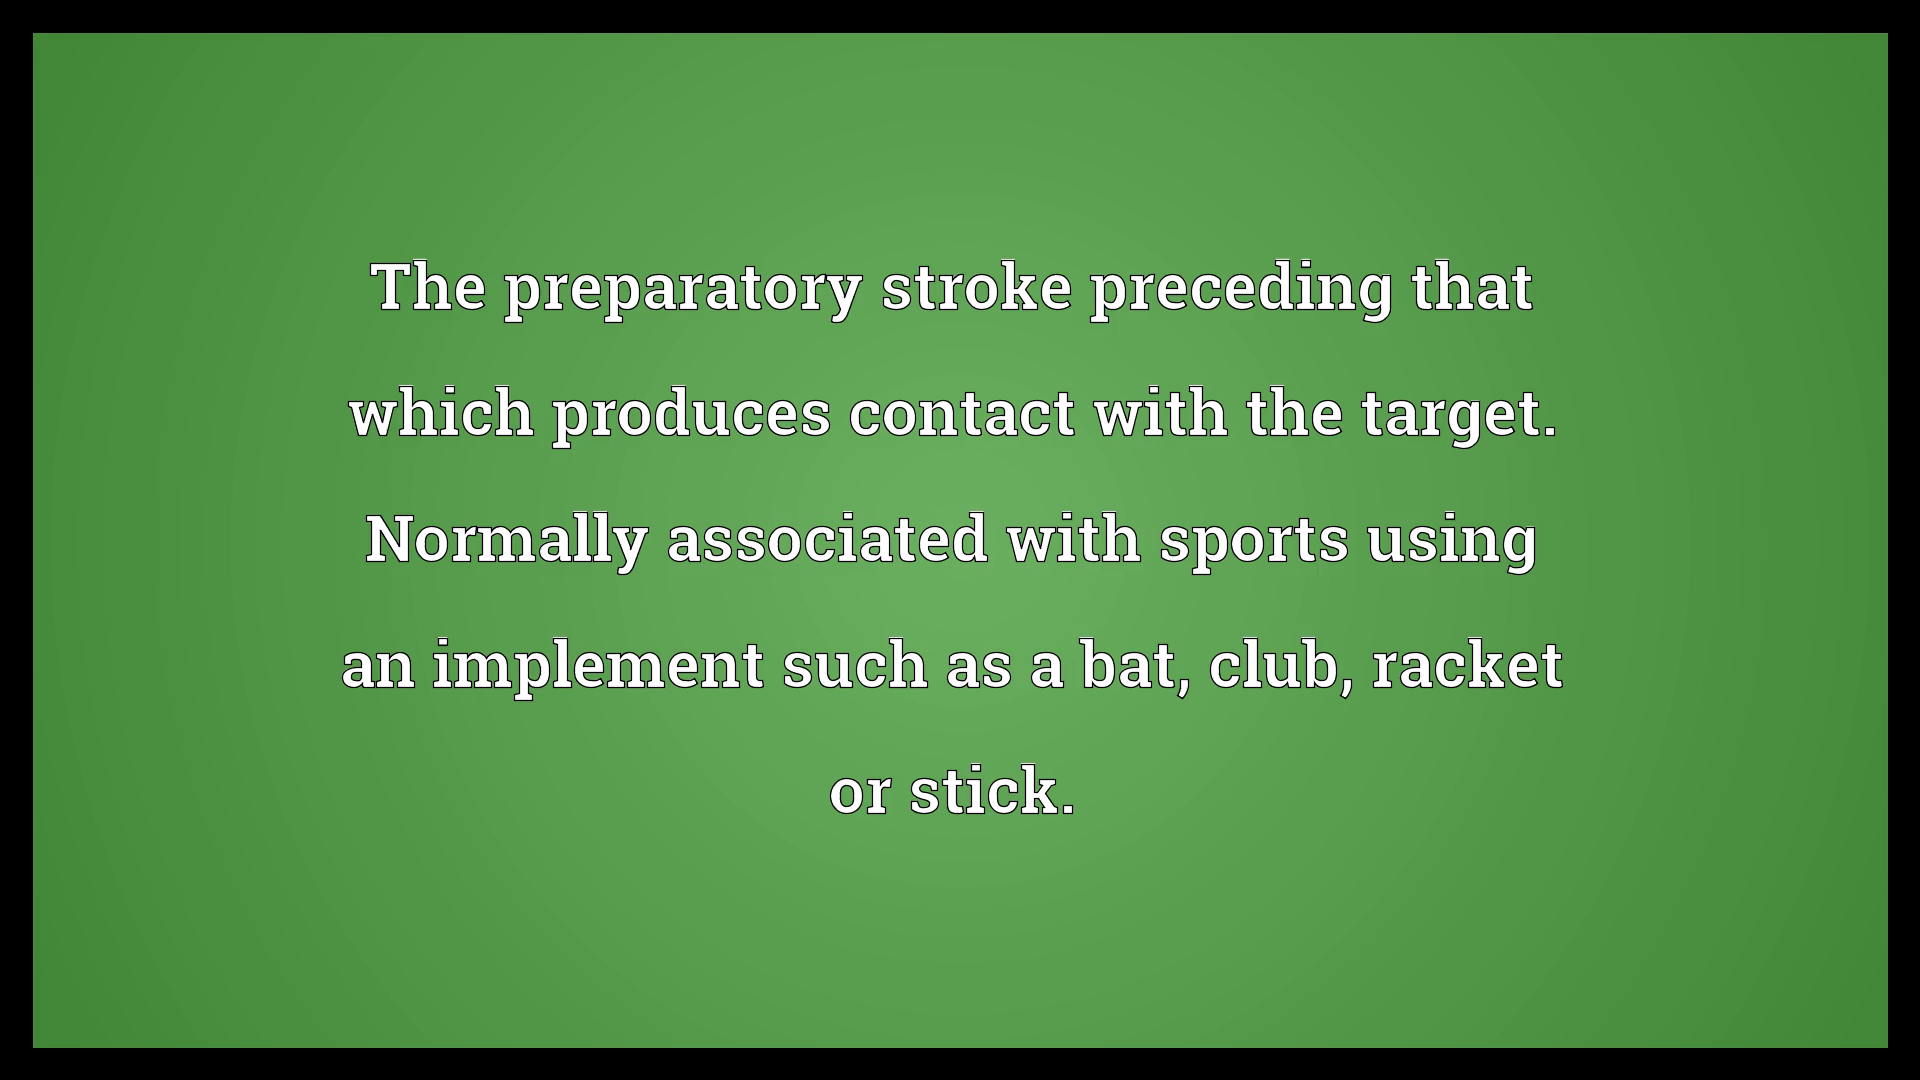 The preparatory stroke preceding that
which produces contact with the target.
Normally associated with sports using
an implement such as a bat, club, racket
or stick.